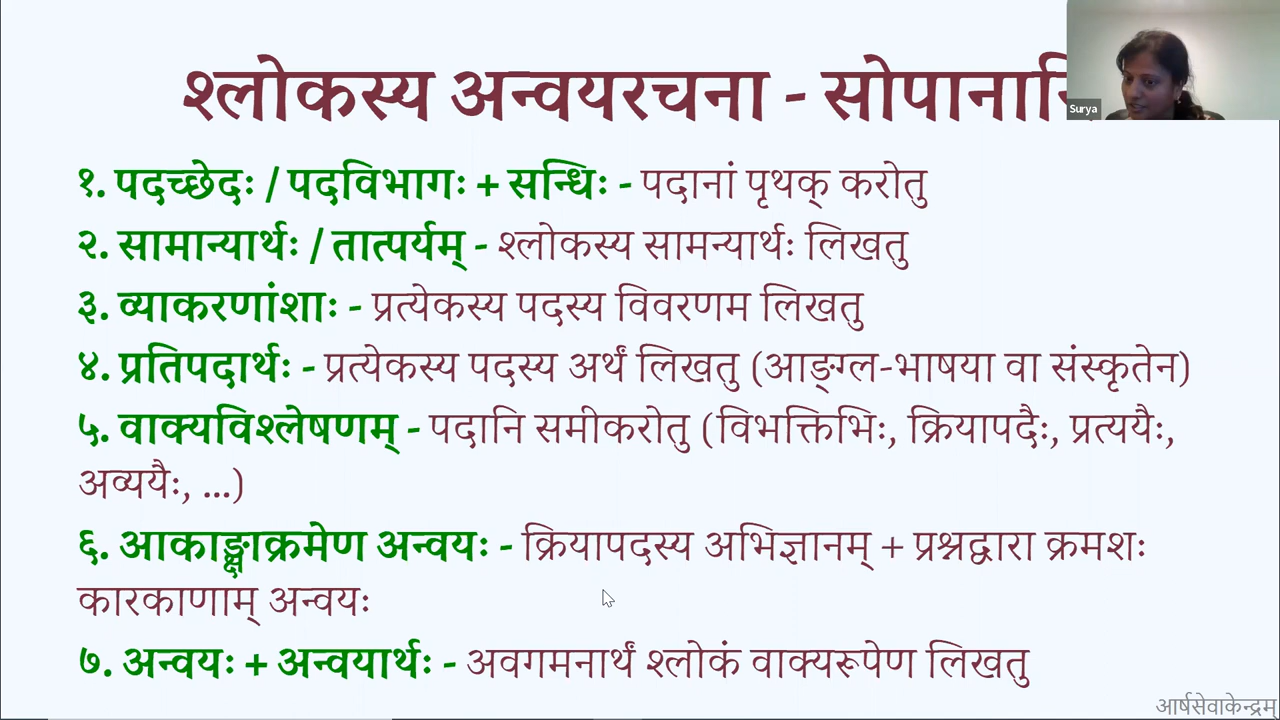 श्लोकस्य अन्वयरचना - सोपानानि
Surya
१. पदच्छेदः / पदविभागः + सन्धिः - पदानां पृथक् करोतु
२. सामान्यार्थः / तात्पर्यम् - श्लोकस्य सामन्यार्थः लिखतु
३. व्याकरणांशाः - प्रत्येकस्य पदस्य विवरणम लिखतु
४. प्रतिपदार्थः - प्रत्येकस्य पदस्य अर्थं लिखतु (आङ्ग्ल-भाषया वा संस्कृतेन)
५. वाक्यविश्लेषणम् - पदानि समीकरोतु (विभक्तिभिः, क्रियापदैः, प्रत्ययैः,
अव्ययैः, ...)
६. आकाङ्क्षाक्रमेण अन्वयः - क्रियापदस्य अभिज्ञानम् + प्रश्नद्वारा क्रमशः
कारकाणाम् अन्वयः
७. अन्वयः + अन्वयार्थः - अवगमनार्थं श्लोकं वाक्यरूपेण लिखतु
आर्षसेवाकेन्द्रम्